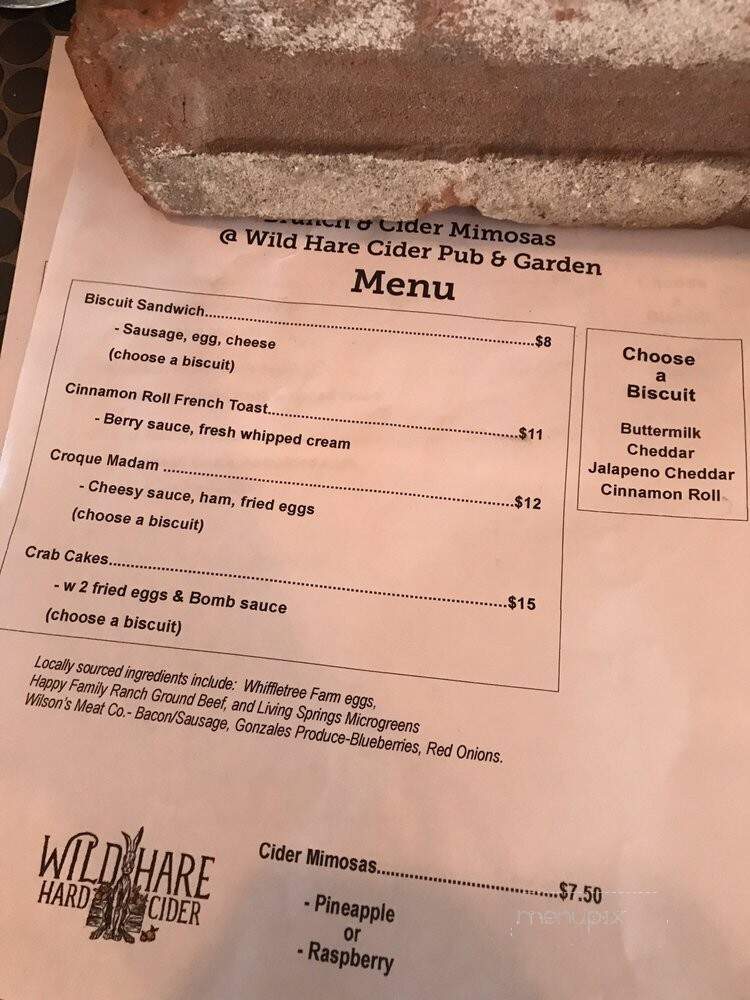 Brunch & Cider Mimosas
@ Wild Hare Cider Pub & Garden
Menu
Biscuit Sandwich..............................$8
- Sausage, egg, cheese
(choose a biscuit)
Cinnamon Roll French Toast..............................$11
- Berry sauce, fresh whipped cream
Croque Madam ..............................$12
- Cheesy sauce, ham, fried eggs
(choose a biscuit)
Crab Cakes..............................$15
- w 2 fried eggs & Bomb sauce
(choose a biscuit)
Choose
a
Biscuit
Buttermilk
Cheddar
Jalapeno Cheddar
Cinnamon Roll
Locally sourced ingredients include: Whiffletree Farm eggs,
Happy Family Ranch Ground Beef, and Living Springs Microgreens
Wilson's Meat Co.- Bacon/Sausage, Gonzales Produce-Blueberries, Red Onions.
WILD HARE
HARD CIDER
Cider Mimosas..............................$7.50
- Pineapple
or
- Raspberry
menupix